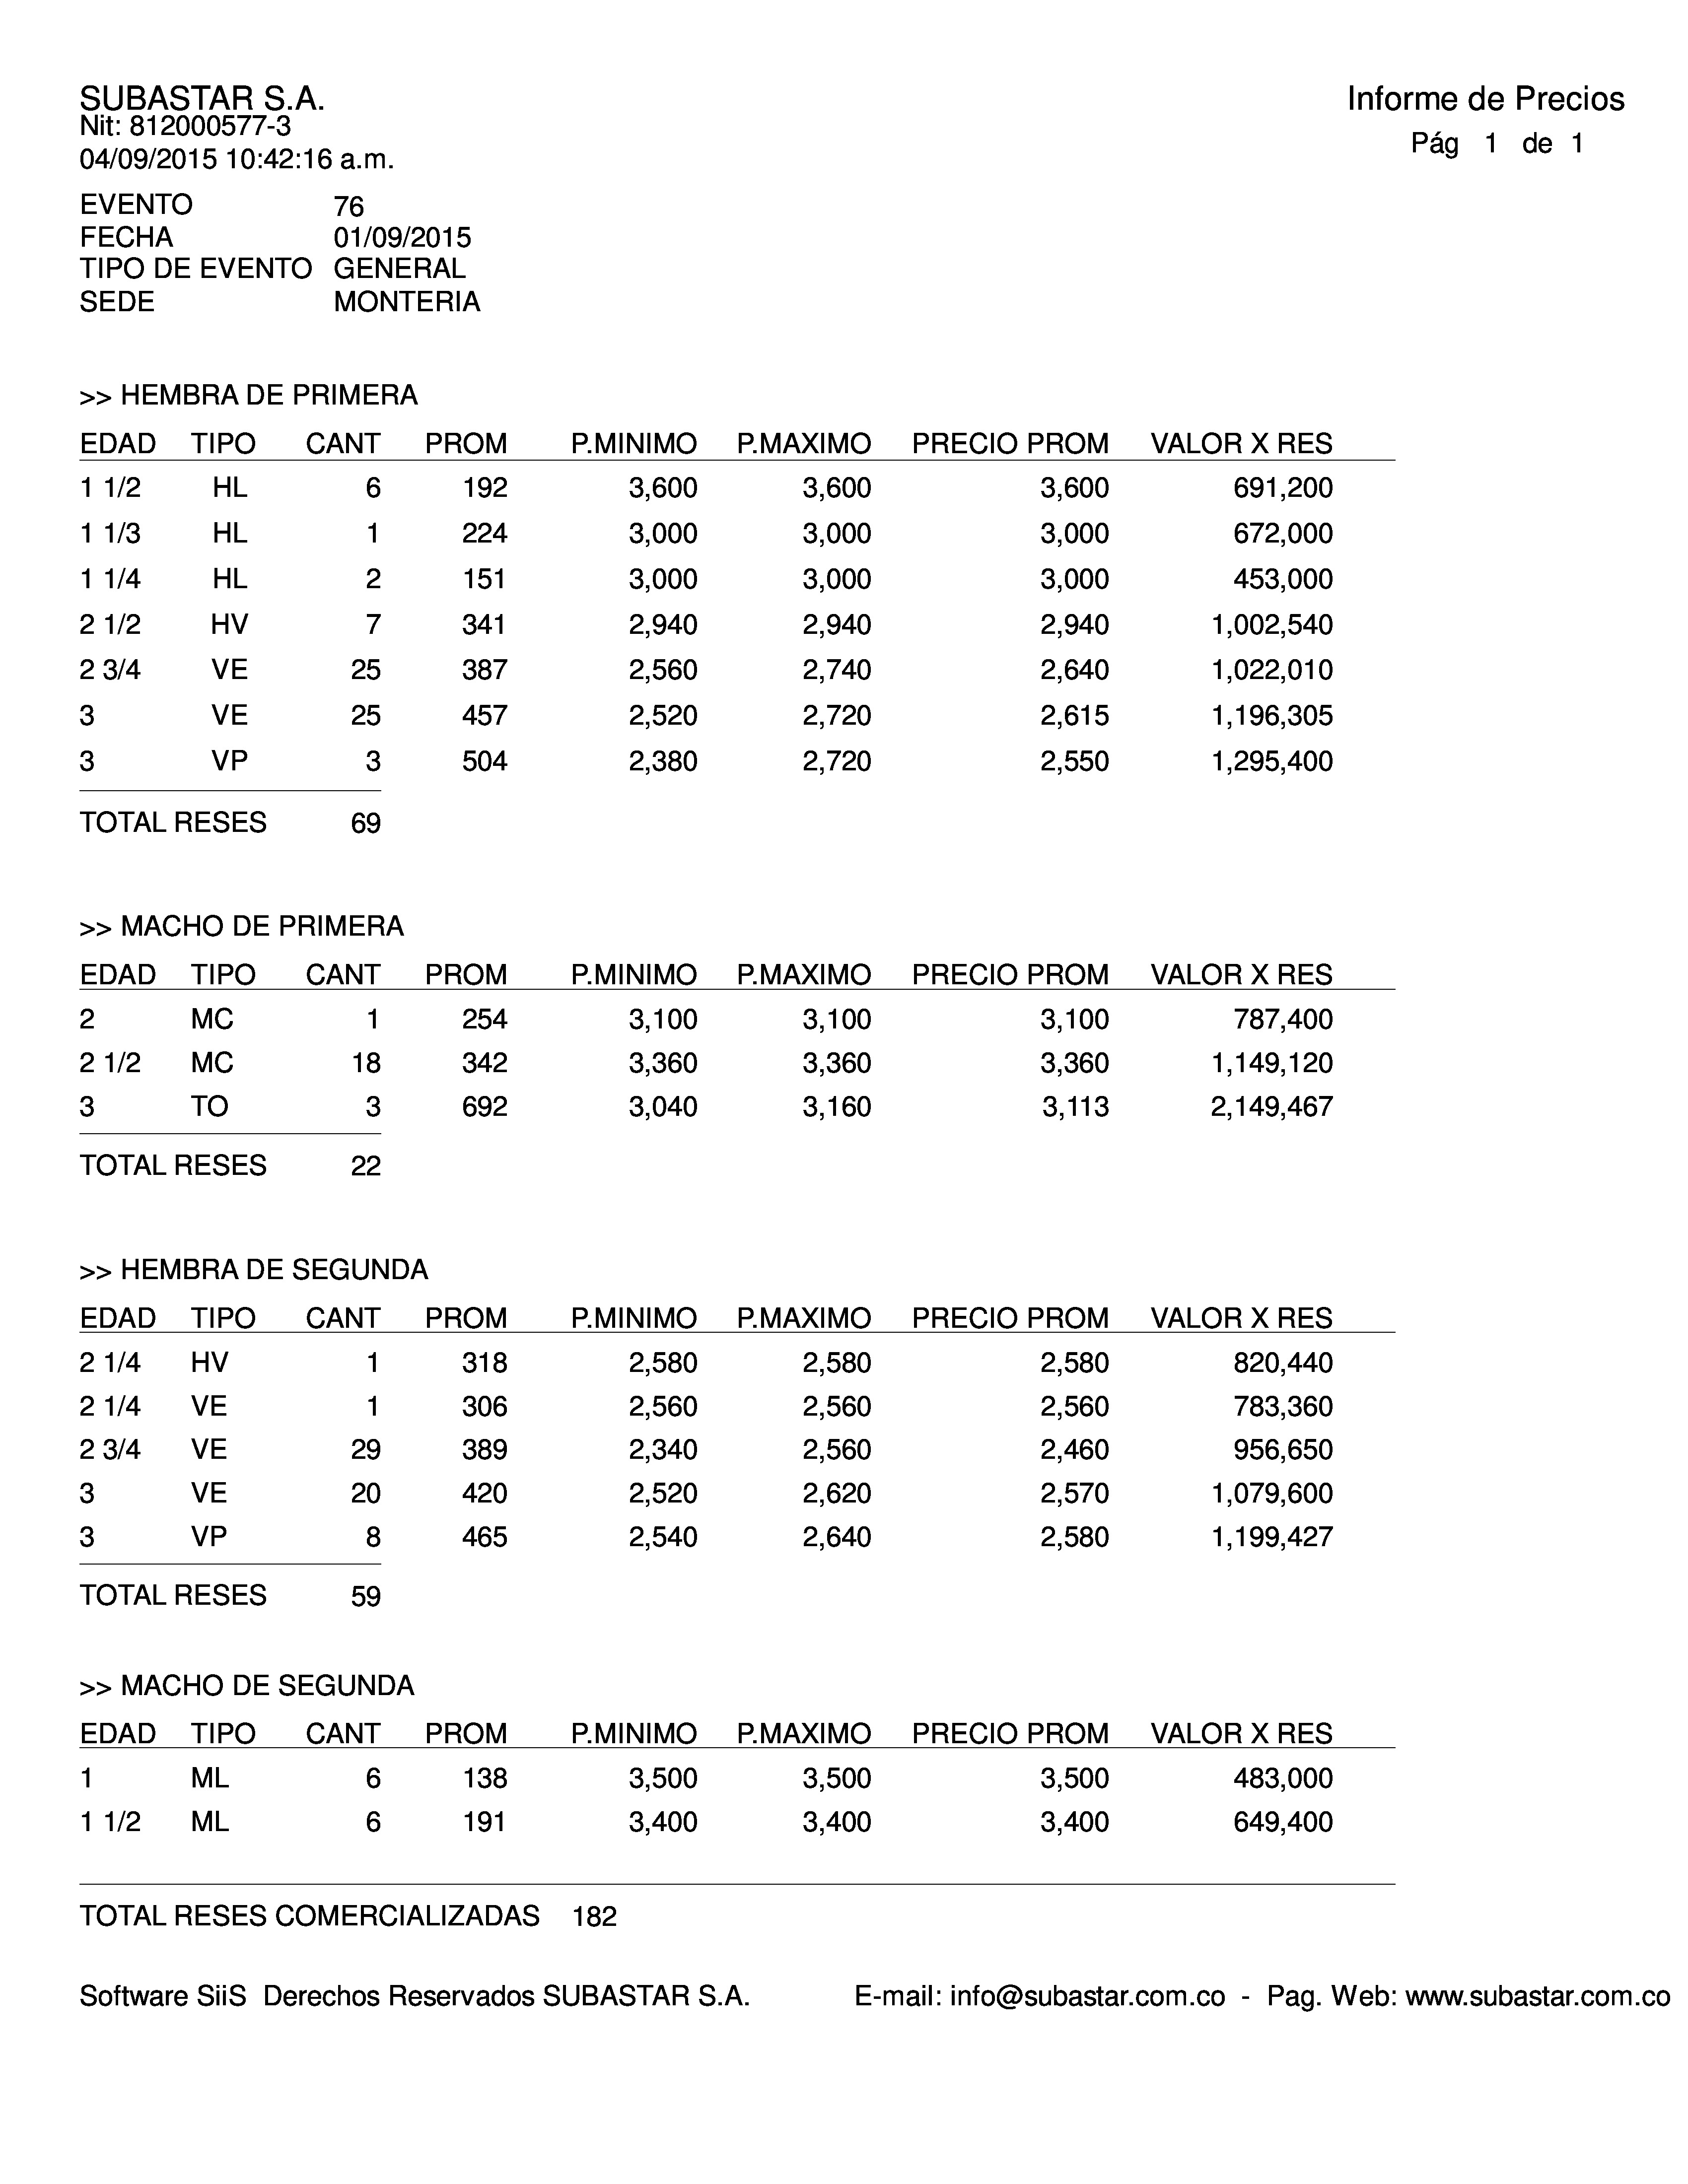 SUBASTAR S.A.
Informe de Precios
Nit: 812000577-3
Pág 1 de 1
04/09/2015 10:42:16 a.m.
EVENTO 76
FECHA 01/09/2015
TIPO DE EVENTO GENERAL
SEDE MONTERIA
>> HEMBRA DE PRIMERA
EDAD TIPO CANT PROM P.MINIMO P.MAXIMO PRECIO PROM VALOR X RES
1 1/2 HL 6 192 3,600 3,600 3,600 691,200
1 1/3 HL 1 224 3,000 3,000 3,000 672,000
1 1/4 HL 2 151 3,000 3,000 3,000 453,000
2 1/2 HV 7 341 2,940 2,940 2,940 1,002,540
2 3/4 VE 25 387 2,560 2,740 2,640 1,022,010
3 VE 25 457 2,520 2,720 2,615 1,196,305
3 VP 3 504 2,380 2,720 2,550 1,295,400
TOTAL RESES 69
>> MACHO DE PRIMERA
EDAD TIPO CANT PROM P.MINIMO P.MAXIMO PRECIO PROM VALOR X RES
2 MC 1 254 3,100 3,100 3,100 787,400
2 1/2 MC 18 342 3,360 3,360 3,360 1,149,120
3 TO 3 692 3,040 3,160 3,113 2,149,467
TOTAL RESES 22
>> HEMBRA DE SEGUNDA
EDAD TIPO CANT PROM P.MINIMO P.MAXIMO PRECIO PROM VALOR X RES
2 1/4 HV 1 318 2,580 2,580 2,580 820,440
2 1/4 VE 1 306 2,560 2,560 2,560 783,360
2 3/4 VE 29 389 2,340 2,560 2,460 956,650
3 VE 20 420 2,520 2,620 2,570 1,079,600
3 VP 8 465 2,540 2,640 2,580 1,199,427
TOTAL RESES 59
>> MACHO DE SEGUNDA
EDAD TIPO CANT PROM P.MINIMO P.MAXIMO PRECIO PROM VALOR X RES
1 ML 6 138 3,500 3,500 3,500 483,000
1 1/2 ML 6 191 3,400 3,400 3,400 649,400
TOTAL RESES COMERCIALIZADAS 182
Software SiiS Derechos Reservados SUBASTAR S.A. E-mail: info@subastar.com.co - Pag. Web: www.subastar.com.co